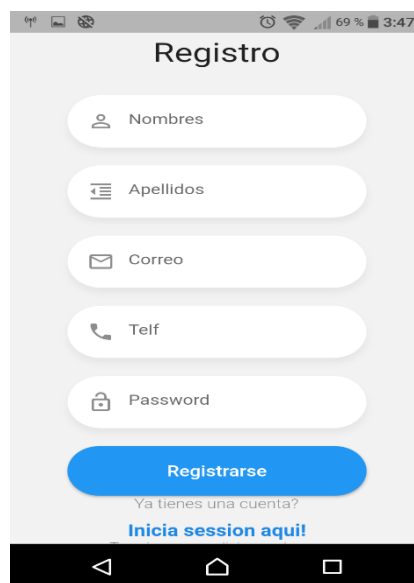 69 % 3:47
Registro
Nombres
Apellidos
Correo
Telf
Password
Registrarse
Ya tienes una cuenta?
Inicia session aqui!